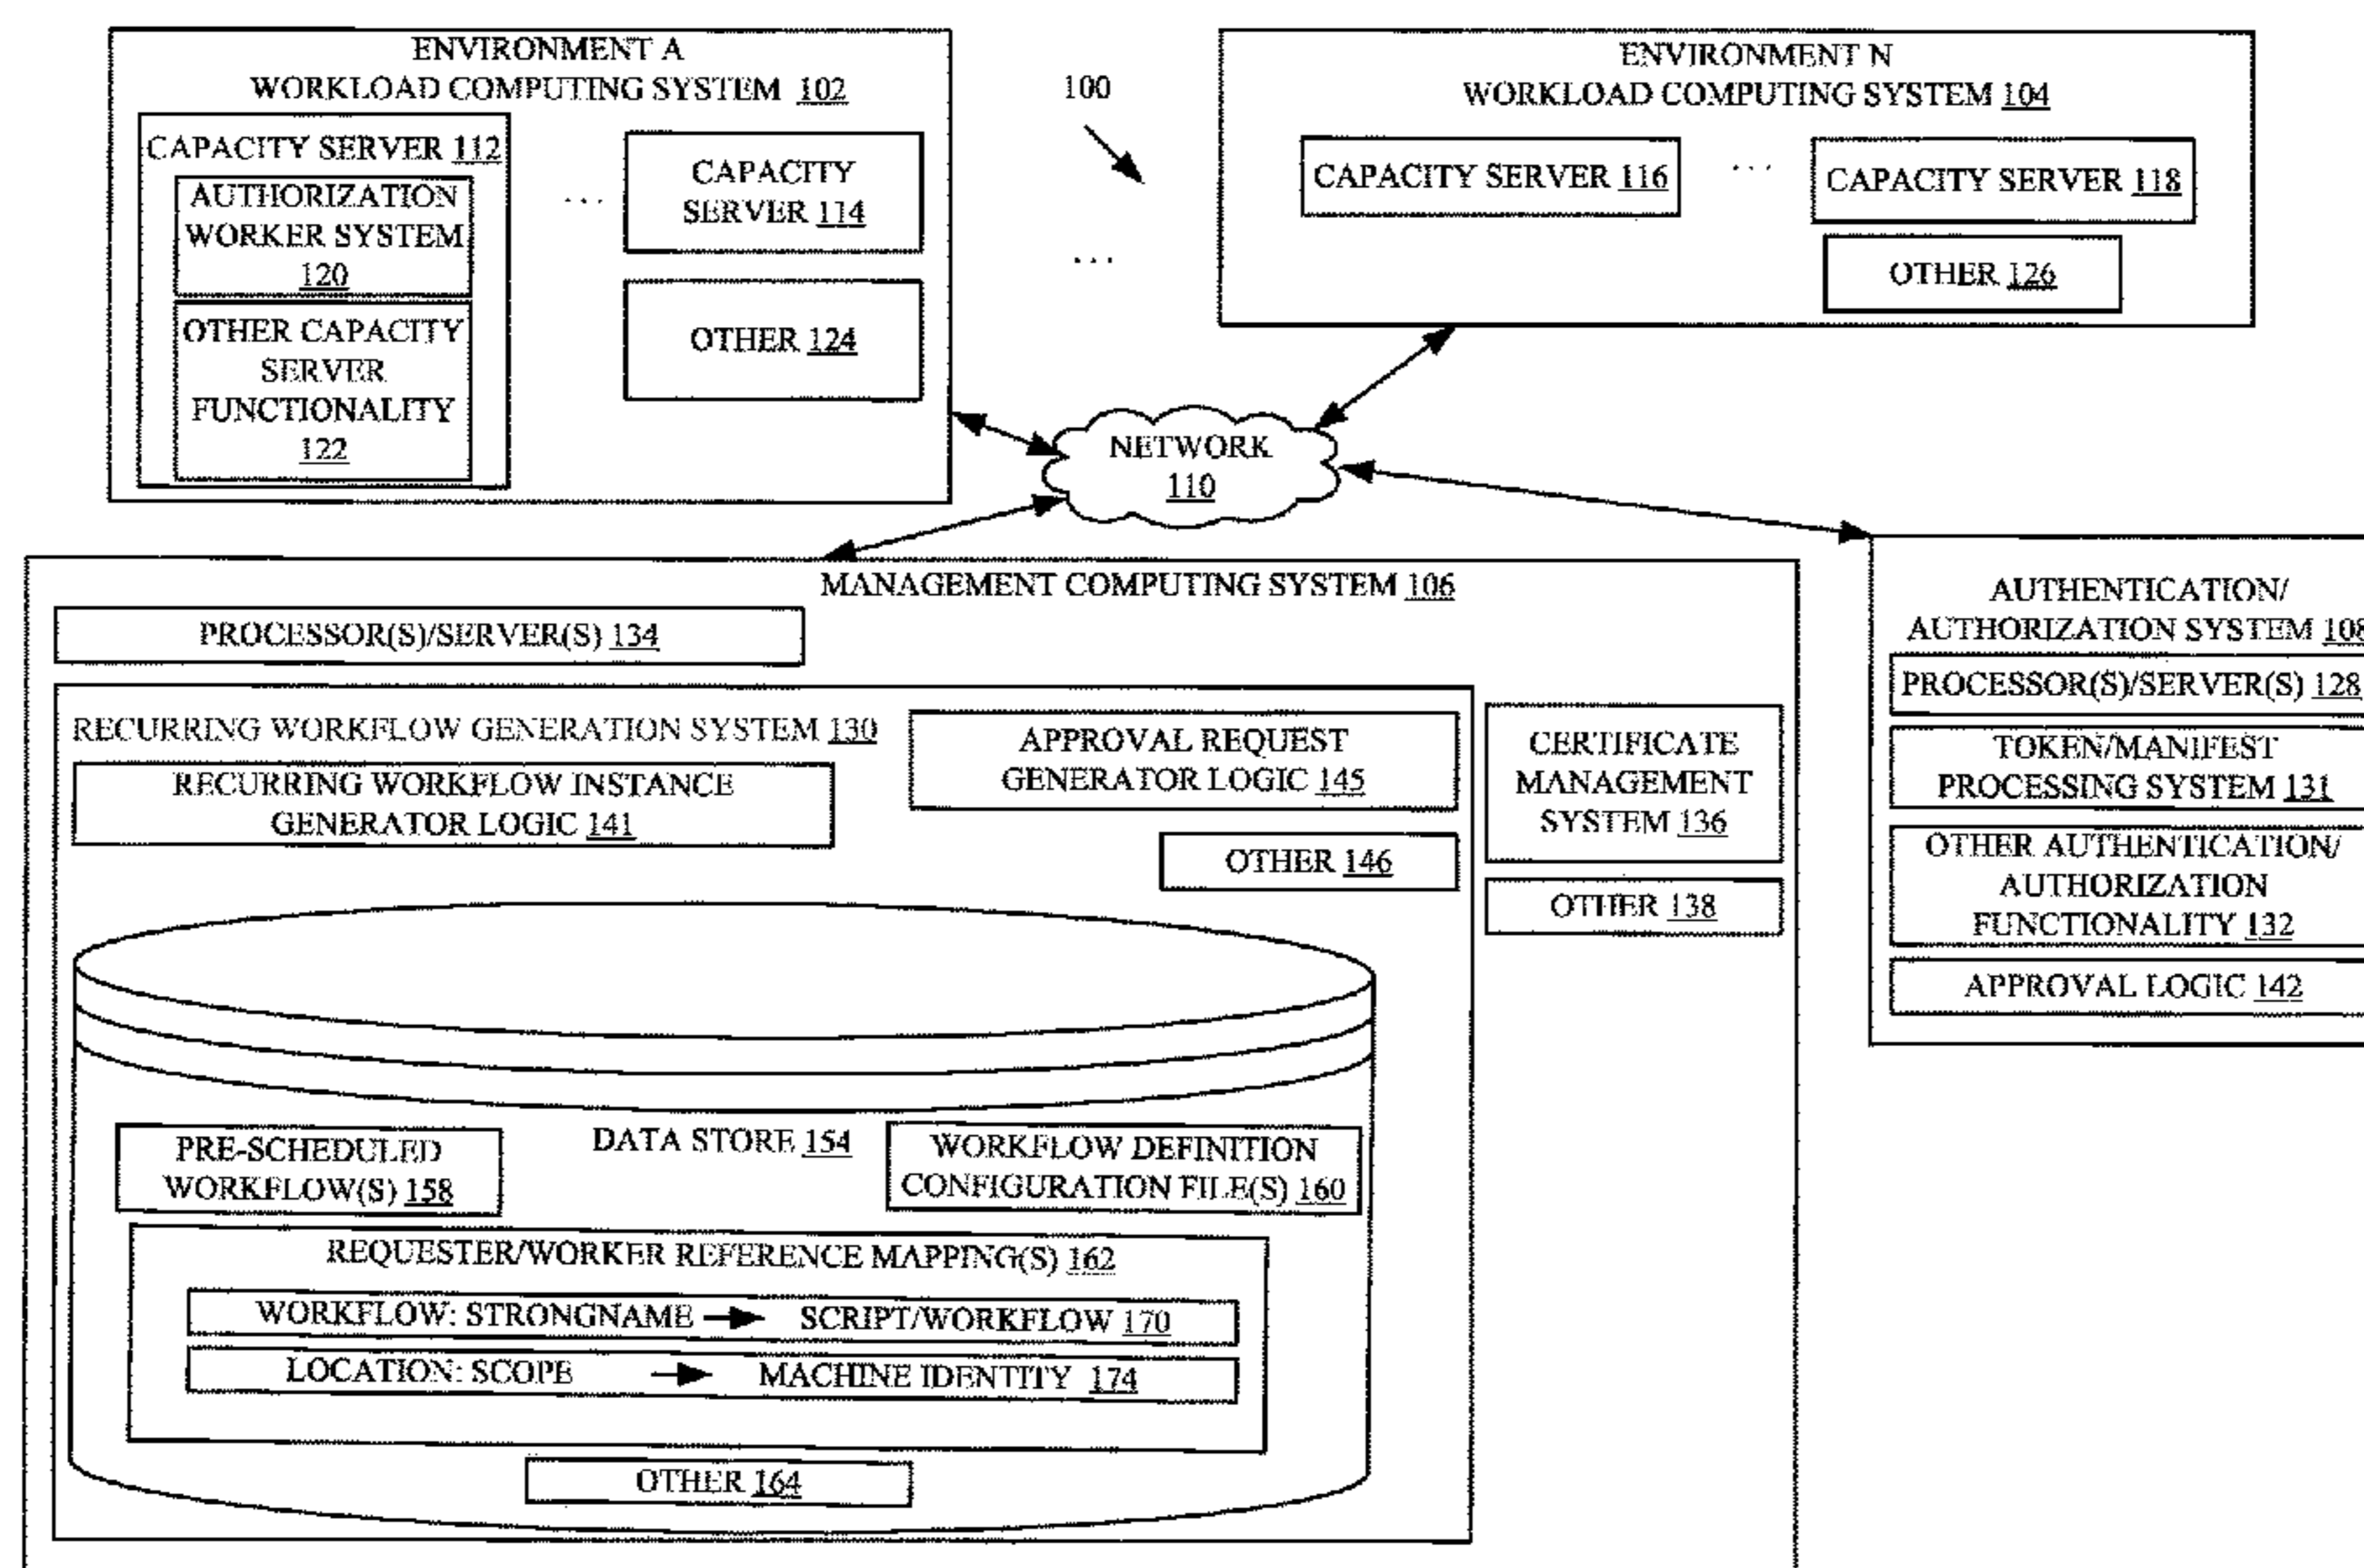 ENVIRONMENT A
WORKLOAD COMPUTING SYSTEM 102
CAPACITY SERVER 112
AUTHORIZATION
WORKER SYSTEM
120
OTHER CAPACITY
SERVER
FUNCTIONALITY
122
...
CAPACITY
SERVER 114
OTHER 124
100
...
ENVIRONMENT N
WORKLOAD COMPUTING SYSTEM 104
CAPACITY SERVER 116
...
CAPACITY SERVER 118
OTHER 126
NETWORK
110
MANAGEMENT COMPUTING SYSTEM 106
PROCESSOR(S)/SERVER(S) 134
RECURRING WORKFLOW GENERATION SYSTEM 130
RECURRING WORKFLOW INSTANCE
GENERATOR LOGIC 141
APPROVAL REQUEST
GENERATOR LOGIC 145
OTHER 146
CERTIFICATE
MANAGEMENT
SYSTEM 136
OTHER 138
DATA STORE 154
PRE-SCHEDULED
WORKFLOW(S) 158
WORKFLOW DEFINITION
CONFIGURATION FILE(S) 160
REQUESTER/WORKER REFERENCE MAPPING(S) 162
WORKFLOW: STRONGNAME → SCRIPT/WORKFLOW 170
LOCATION: SCOPE → MACHINE IDENTITY 174
OTHER 164
AUTHENTICATION/
AUTHORIZATION SYSTEM 108
PROCESSOR(S)/SERVER(S) 128
TOKEN/MANIFEST
PROCESSING SYSTEM 131
OTHER AUTHENTICATION/
AUTHORIZATION
FUNCTIONALITY 132
APPROVAL LOGIC 142